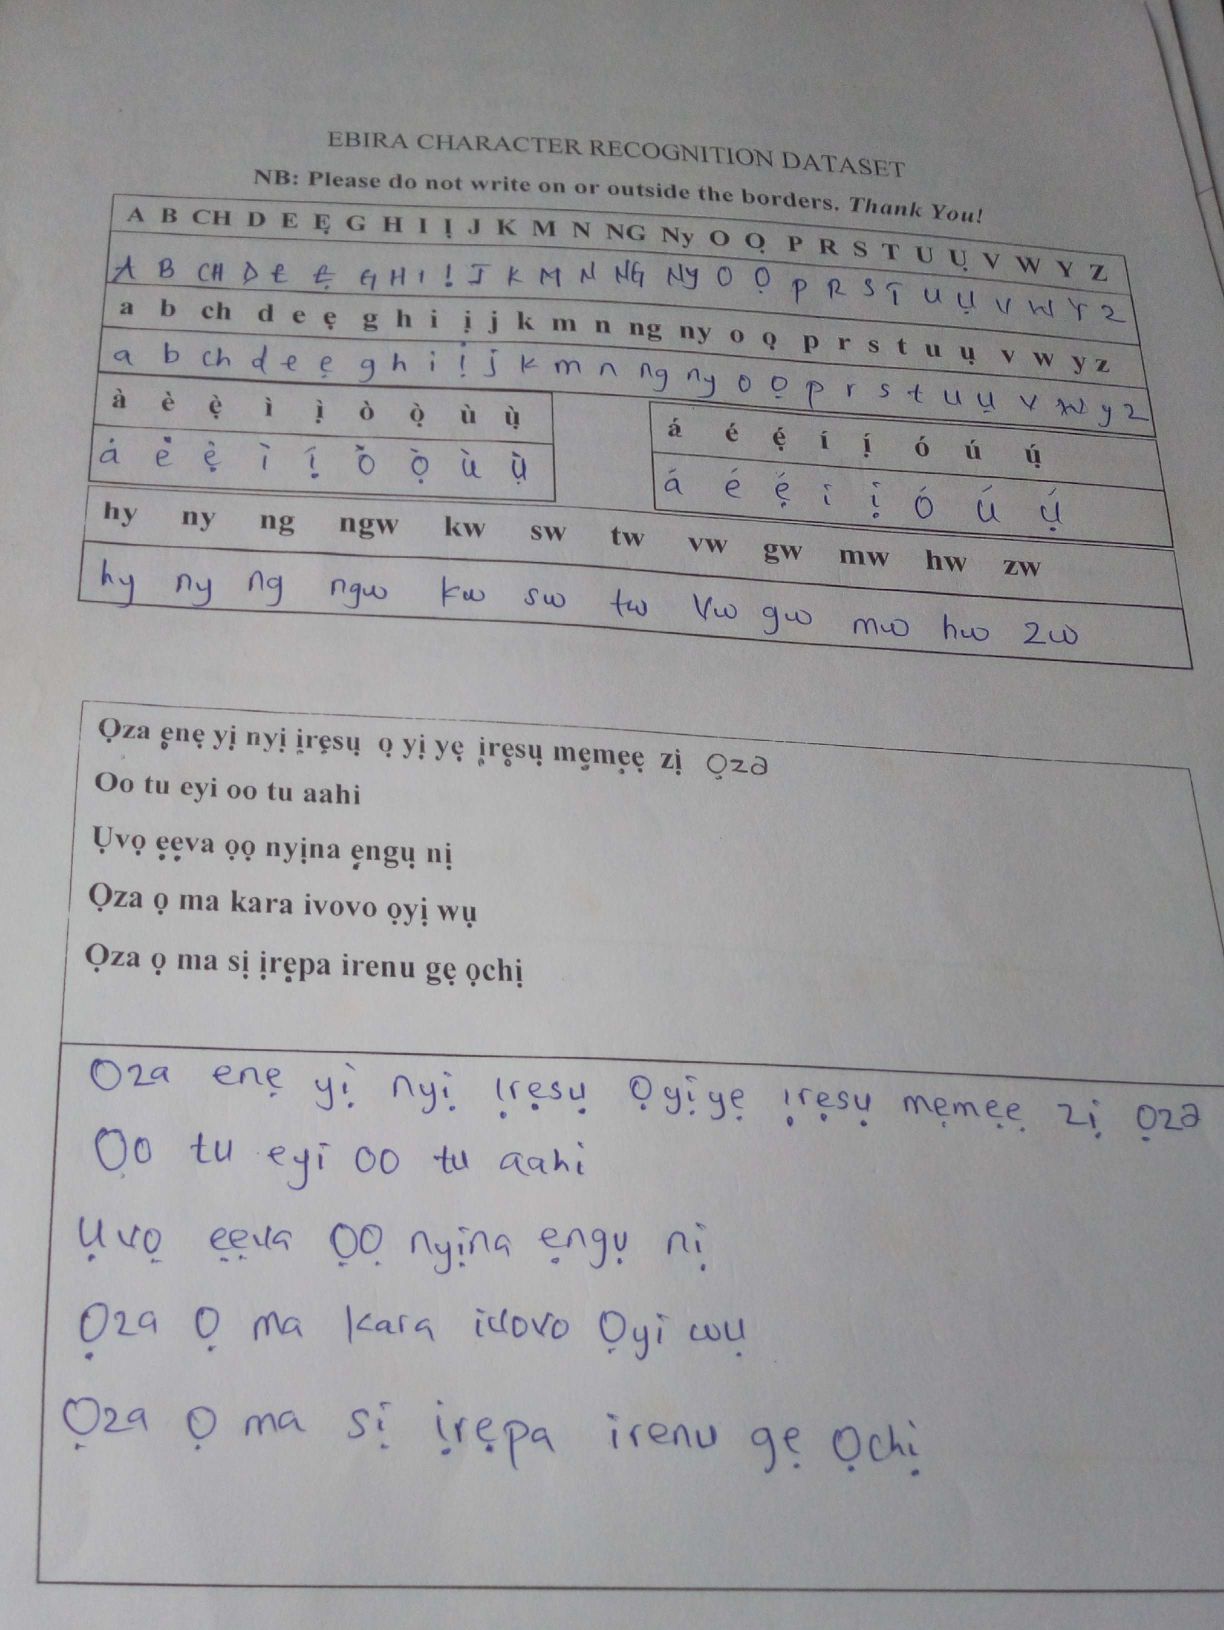 EBIRA CHARACTER RECOGNITION DATASET
NB: Please do not write on or outside the borders. Thank You!
A B CH D E Ẹ G H I Ị J K M N NG Ny O Ọ P R S T U Ụ V W Y Z
A B CH D E Ẹ G H I Ị J K M N NG Ny O Ọ P R S T U Ụ V W Y Z
a b ch d e ẹ g h i ị j k m n ng ny o ọ p r s t u ụ v w y z
a b ch d e ẹ g h i ị j k m n ng ny o ọ p r s t u ụ v w y z
à è ẹ̀ ì ị̀ ò ọ̀ ù ụ̀
á è ẹ̀ ì ị́ ò ọ̀ ù ụ̀
á é ẹ́ í ị́ ó ú ụ́
á é ẹ́ i ị ó ú ụ́
hy ny ng ngw kw sw tw vw gw mw hw zw
hy ny ng ngw kw sw tw vw gw mw hw zw
Ọza ẹnẹ yị nyị ịrẹsụ ọ yị yẹ ịrẹsụ mẹmẹẹ zị ọza
Oo tu eyi oo tu aahi
Ụvọ ẹẹva ọọ nyịna ẹngụ nị
Ọza ọ ma kara ivovo ọyị wụ
Ọza ọ ma sị ịrẹpa irenu gẹ ọchị
Oza enẹ yị nyị ịrẹsụ Ọyịyẹ ịrẹsụ mẹmẹẹ zị ọza
Oo tu eyi oo tu aahi
Ụvọ ẹẹva ọọ nyịna ẹngụ nị
Ọza Ọ ma kara ivovo Ọyi wụ
Ọza Ọ ma sị ịrẹpa irenu gẹ Ọchị